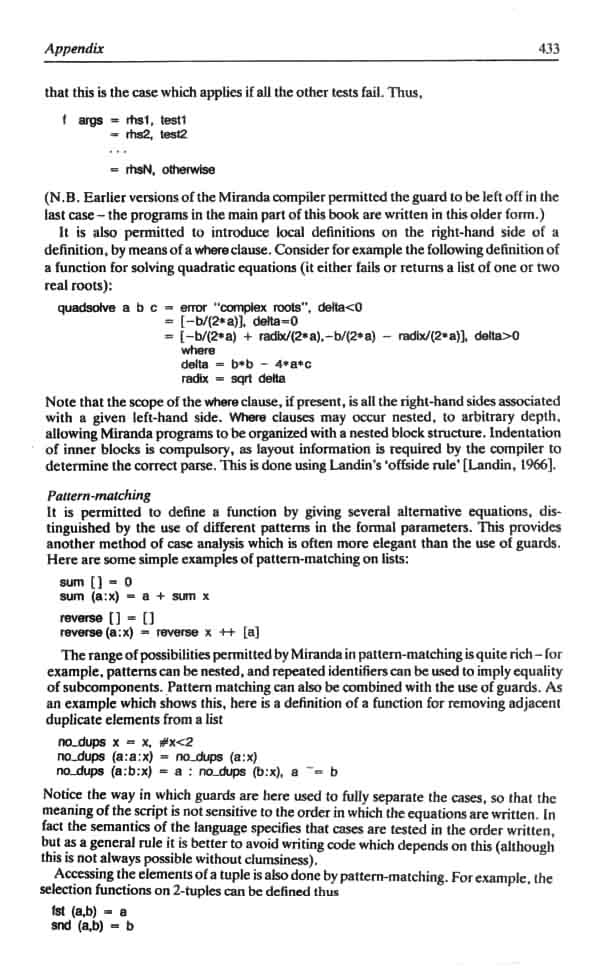 Appendix 433
that this is the case which applies if all the other tests fail. Thus,
f args = rhs1, test1
= rhs2, test2
. . .
= rhsN, otherwise
(N.B. Earlier versions of the Miranda compiler permitted the guard to be left off in the
last case – the programs in the main part of this book are written in this older form.)
It is also permitted to introduce local definitions on the right-hand side of a
definition, by means of a where clause. Consider for example the following definition of
a function for solving quadratic equations (it either fails or returns a list of one or two
real roots):
quadsolve a b c = error "complex roots", delta<0
= [−b/(2*a)], delta=0
= [−b/(2*a) + radix/(2*a),−b/(2*a) − radix/(2*a)], delta>0
where
delta = b*b − 4*a*c
radix = sqrt delta
Note that the scope of the where clause, if present, is all the right-hand sides associated
with a given left-hand side. Where clauses may occur nested, to arbitrary depth,
allowing Miranda programs to be organized with a nested block structure. Indentation
of inner blocks is compulsory, as layout information is required by the compiler to
determine the correct parse. This is done using Landin's 'offside rule' [Landin, 1966].
Pattern-matching
It is permitted to define a function by giving several alternative equations, dis-
tinguished by the use of different patterns in the formal parameters. This provides
another method of case analysis which is often more elegant than the use of guards.
Here are some simple examples of pattern-matching on lists:
sum [] = 0
sum (a:x) = a + sum x
reverse [] = []
reverse (a:x) = reverse x ++ [a]
The range of possibilities permitted by Miranda in pattern-matching is quite rich – for
example, patterns can be nested, and repeated identifiers can be used to imply equality
of subcomponents. Pattern matching can also be combined with the use of guards. As
an example which shows this, here is a definition of a function for removing adjacent
duplicate elements from a list
no_dups x = x, #x<2
no_dups (a:a:x) = no_dups (a:x)
no_dups (a:b:x) = a : no_dups (b:x), a ~= b
Notice the way in which guards are here used to fully separate the cases, so that the
meaning of the script is not sensitive to the order in which the equations are written. In
fact the semantics of the language specifies that cases are tested in the order written,
but as a general rule it is better to avoid writing code which depends on this (although
this is not always possible without clumsiness).
Accessing the elements of a tuple is also done by pattern-matching. For example, the
selection functions on 2-tuples can be defined thus
fst (a,b) = a
snd (a,b) = b